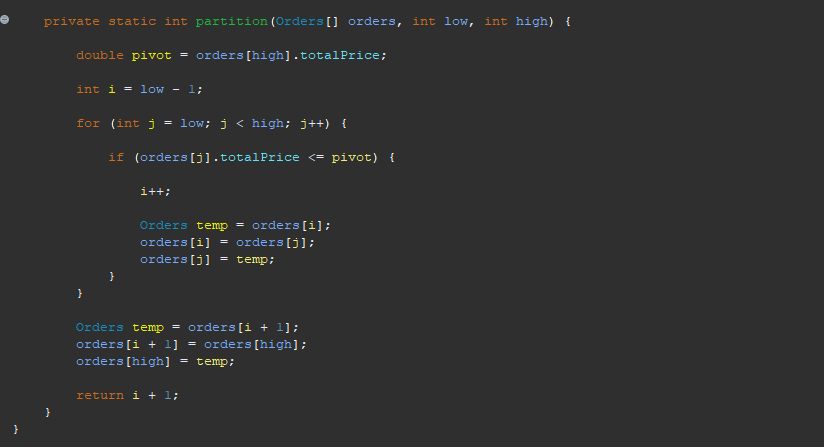 private static int partition(Orders[] orders, int low, int high) {
double pivot = orders[high].totalPrice;
int i = low - 1;
for (int j = low; j < high; j++) {
if (orders[j].totalPrice <= pivot) {
i++;
Orders temp = orders[i];
orders[i] = orders[j];
orders[j] = temp;
}
}
Orders temp = orders[i + 1];
orders[i + 1] = orders[high];
orders[high] = temp;
return i + 1;
}
}